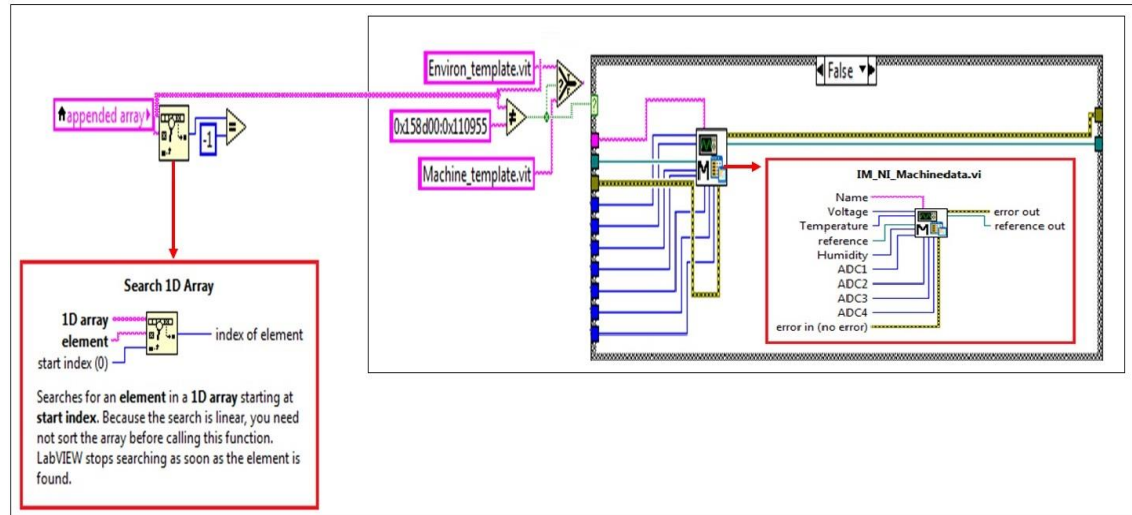 appended array
-1
=
Search 1D Array
1D array
element
start index (0)
index of element
Searches for an element in a 1D array starting at
start index. Because the search is linear, you need
not sort the array before calling this function.
LabVIEW stops searching as soon as the element is
found.
Environ_template.vit
0x158d00:0x110955
≠
?
Machine_template.vit
?
False
M
IM_NI_Machinedata.vi
Name
Voltage
Temperature
reference
Humidity
ADC1
ADC2
ADC3
ADC4
error in (no error)
M
error out
reference out